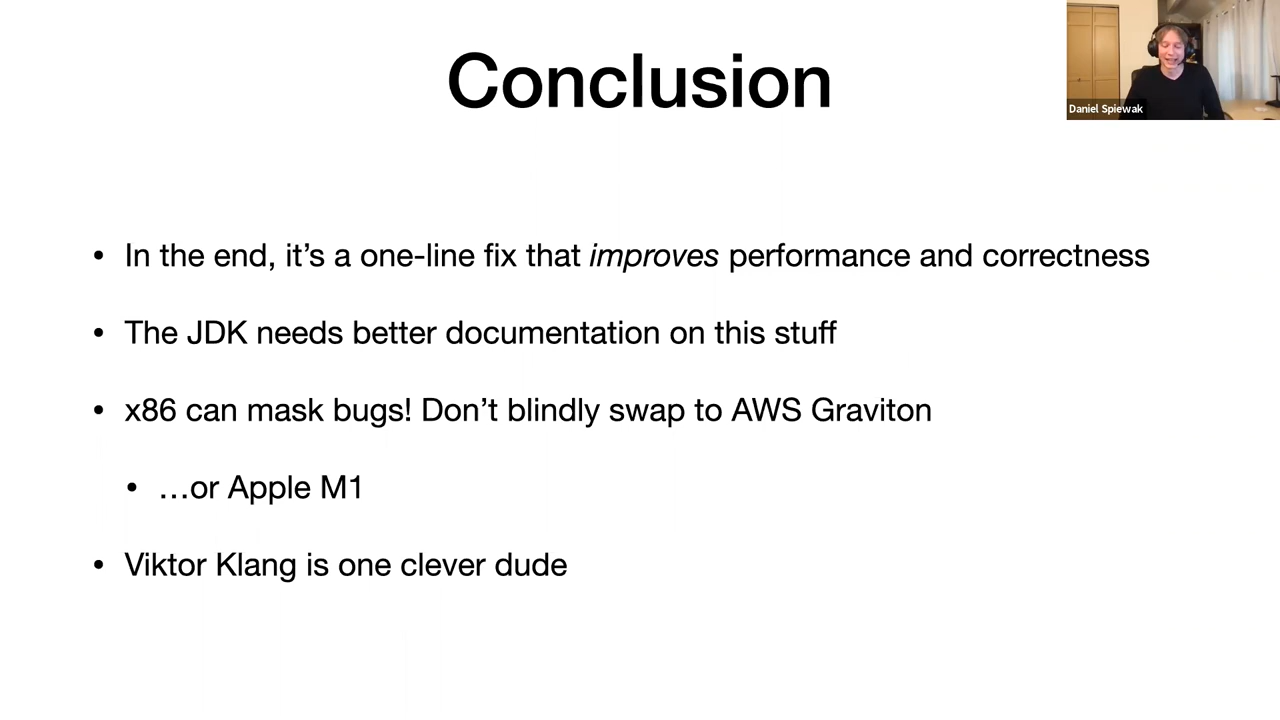 Conclusion
Daniel Spiewak
• In the end, it’s a one-line fix that improves performance and correctness
• The JDK needs better documentation on this stuff
• x86 can mask bugs! Don’t blindly swap to AWS Graviton
• …or Apple M1
• Viktor Klang is one clever dude